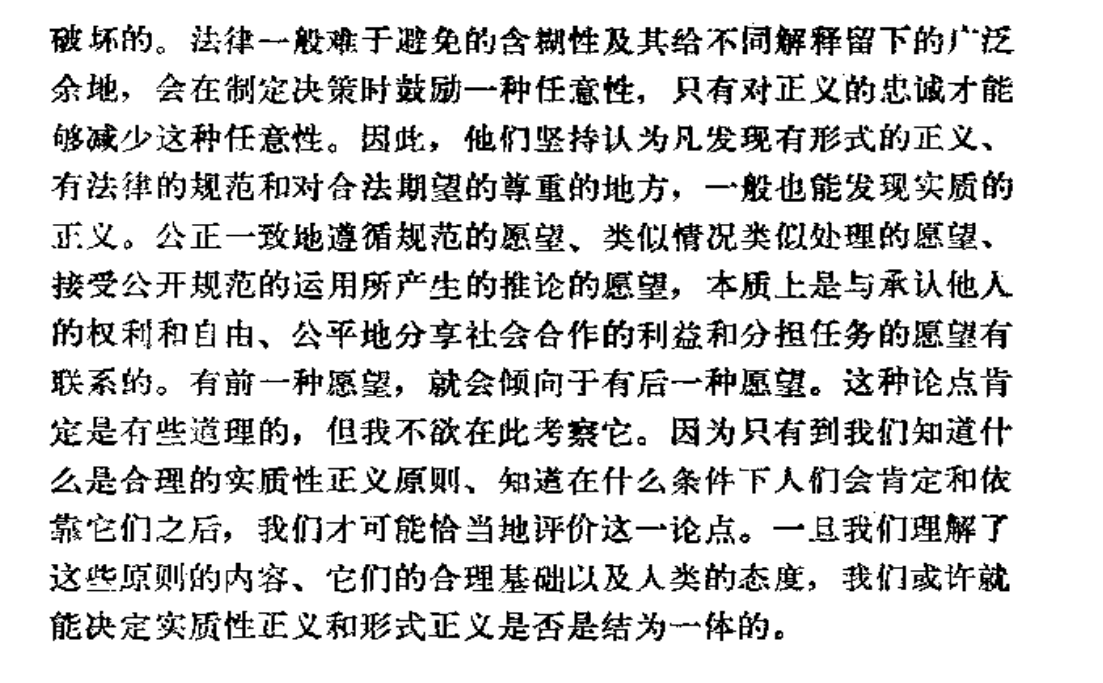 破坏的。法律一般难于避免的含糊性及其给不同解释留下的广泛
余地，会在制定决策时鼓励一种任意性，只有对正义的忠诚才能
够减少这种任意性。因此，他们坚持认为凡发现有形式的正义、
有法律的规范和对合法期望的尊重的地方，一般也能发现实质的
正义。公正一致地遵循规范的愿望、类似情况类似处理的愿望、
接受公开规范的运用所产生的推论的愿望，本质上是与承认他人
的权利和自由、公平地分享社会合作的利益和分担任务的愿望有
联系的。有前一种愿望，就会倾向于有后一种愿望。这种论点肯
定是有些道理的，但我不欲在此考察它。因为只有到我们知道什
么是合理的实质性正义原则、知道在什么条件下人们会肯定和依
靠它们之后，我们才可能恰当地评价这一论点。一旦我们理解了
这些原则的内容、它们的合理基础以及人类的态度，我们或许就
能决定实质性正义和形式正义是否是结为一体的。